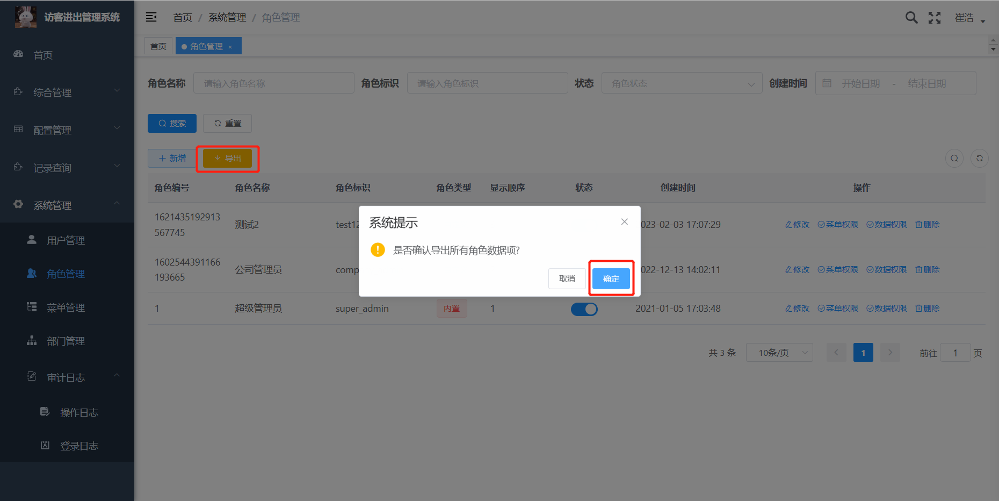 访客进出管理系统
首页 / 系统管理 / 角色管理
崔浩
首页
角色管理 ×
首页
综合管理
配置管理
记录查询
系统管理
用户管理
角色管理
菜单管理
部门管理
审计日志
操作日志
登录日志
角色名称 请输入角色名称 角色标识 请输入角色标识 状态 角色状态 创建时间 开始日期 - 结束日期
搜索 重置
新增 导出
角色编号 角色名称 角色标识 角色类型 显示顺序 状态 创建时间 操作
1621435192913
567745
测试2 test12 023-02-03 17:07:29 修改 菜单权限 数据权限 删除
1602544391166
193665
公司管理员 comp 022-12-13 14:02:11 修改 菜单权限 数据权限 删除
1 超级管理员 super_admin 内置 1 2021-01-05 17:03:48 修改 菜单权限 数据权限 删除
系统提示
是否确认导出所有角色数据项?
取消 确定
共 3 条 10条/页 1 前往 1 页